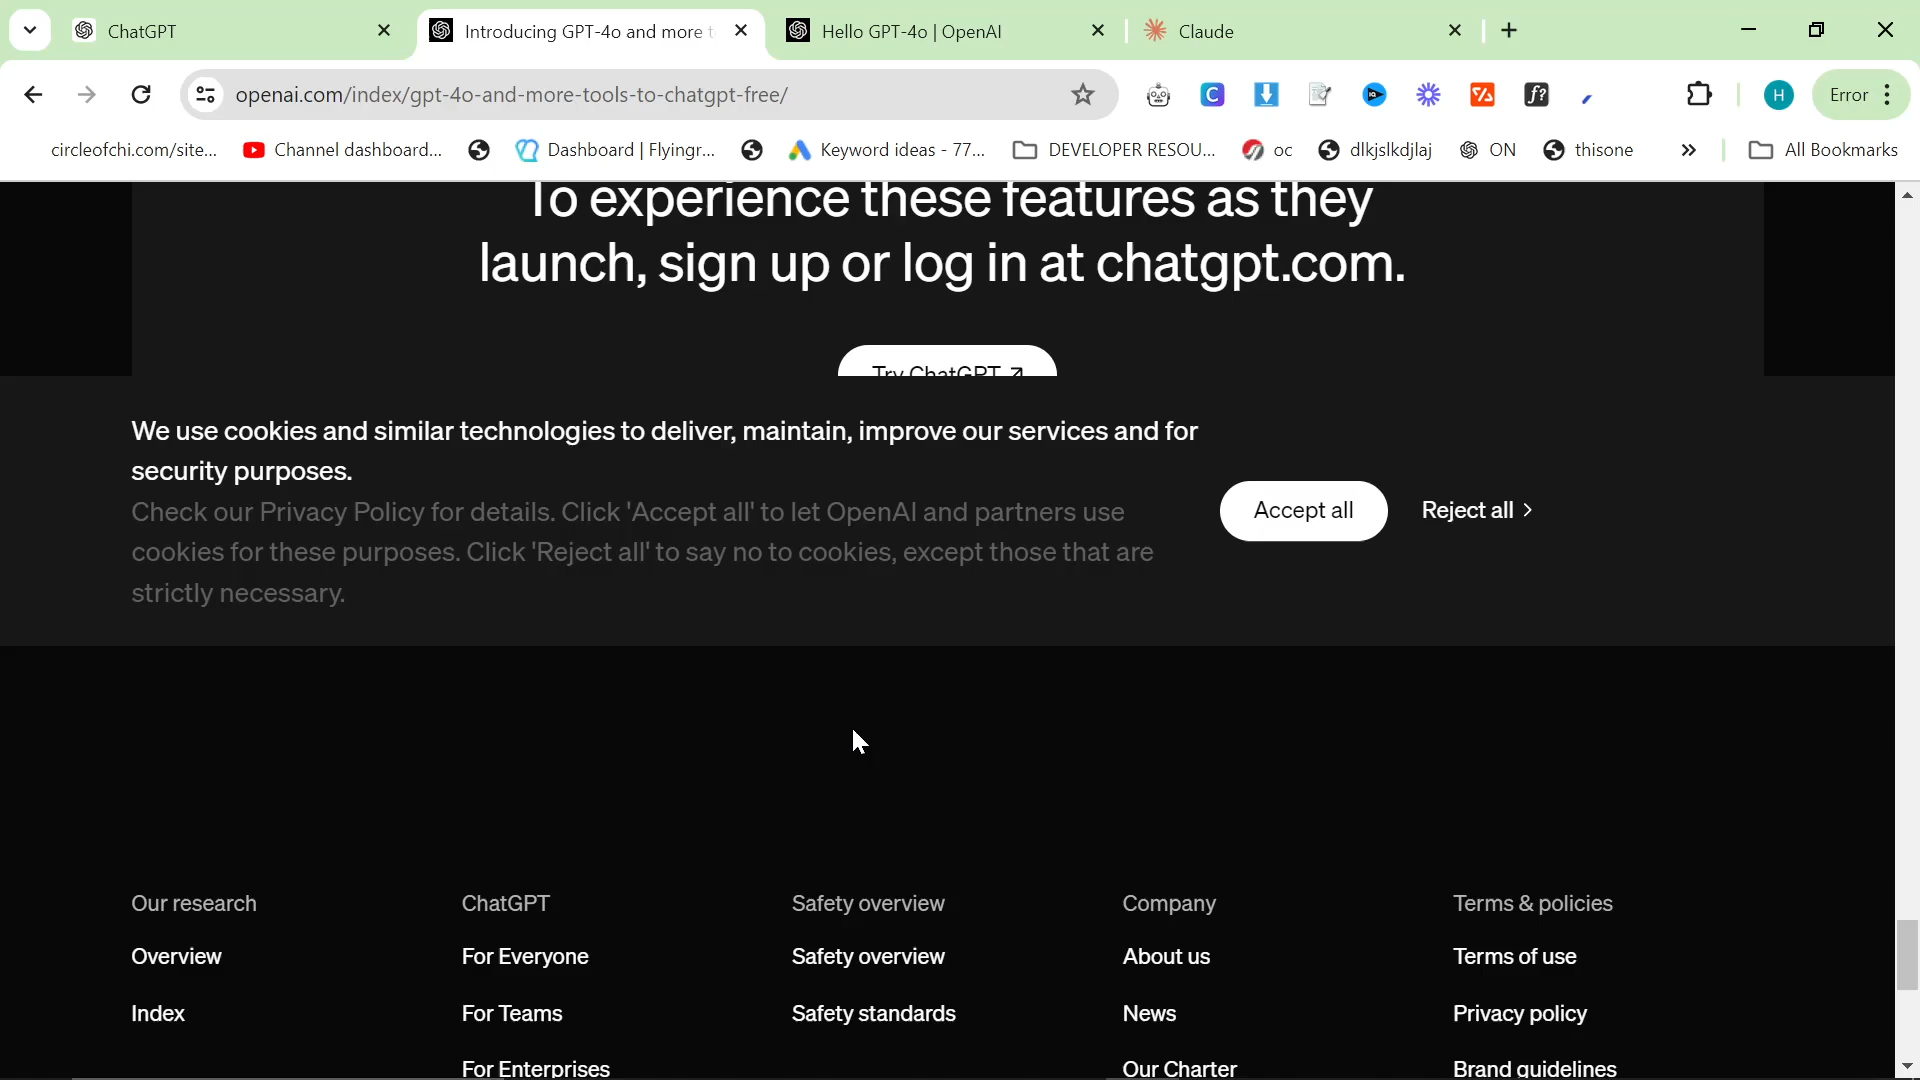 ChatGPT
Introducing GPT-4o and more
Hello GPT-4o | OpenAI
Claude
openai.com/index/gpt-4o-and-more-tools-to-chatgpt-free/
C
IQ
f?
H
Error
circleofchi.com/site...
Channel dashboard...
Dashboard | Flyingr...
Keyword ideas - 77...
DEVELOPER RESOU...
oc
dlkjslkdjlaj
ON
thisone
All Bookmarks
To experience these features as they
launch, sign up or log in at chatgpt.com.
Try ChatGPT
We use cookies and similar technologies to deliver, maintain, improve our services and for
security purposes.
Check our Privacy Policy for details. Click 'Accept all' to let OpenAI and partners use
cookies for these purposes. Click 'Reject all' to say no to cookies, except those that are
strictly necessary.
Accept all
Reject all
Our research
ChatGPT
Safety overview
Company
Terms & policies
Overview
For Everyone
Safety overview
About us
Terms of use
Index
For Teams
Safety standards
News
Privacy policy
For Enterprises
Our Charter
Brand guidelines